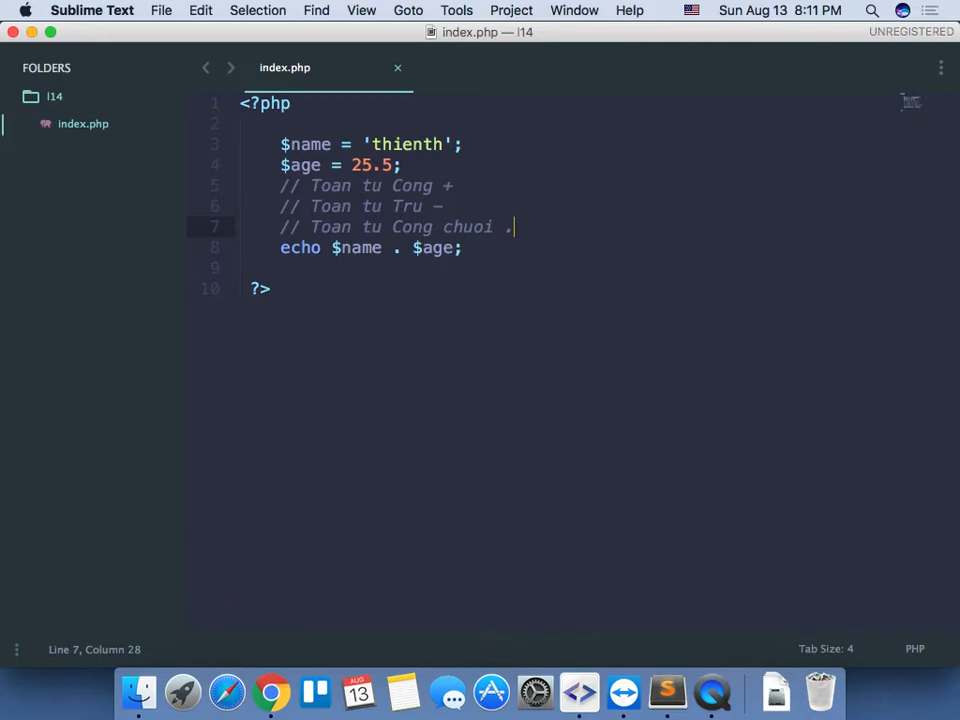 Sublime Text File Edit Selection Find View Goto Tools Project Window Help Sun Aug 13 8:11 PM
index.php — l14 UNREGISTERED
FOLDERS
l14
index.php
index.php ×
1 <?php
2
3 $name = 'thienth';
4 $age = 25.5;
5 // Toan tu Cong +
6 // Toan tu Tru -
7 // Toan tu Cong chuoi .
8 echo $name . $age;
9
10 ?>
Line 7, Column 28 Tab Size: 4 PHP
AUG
13